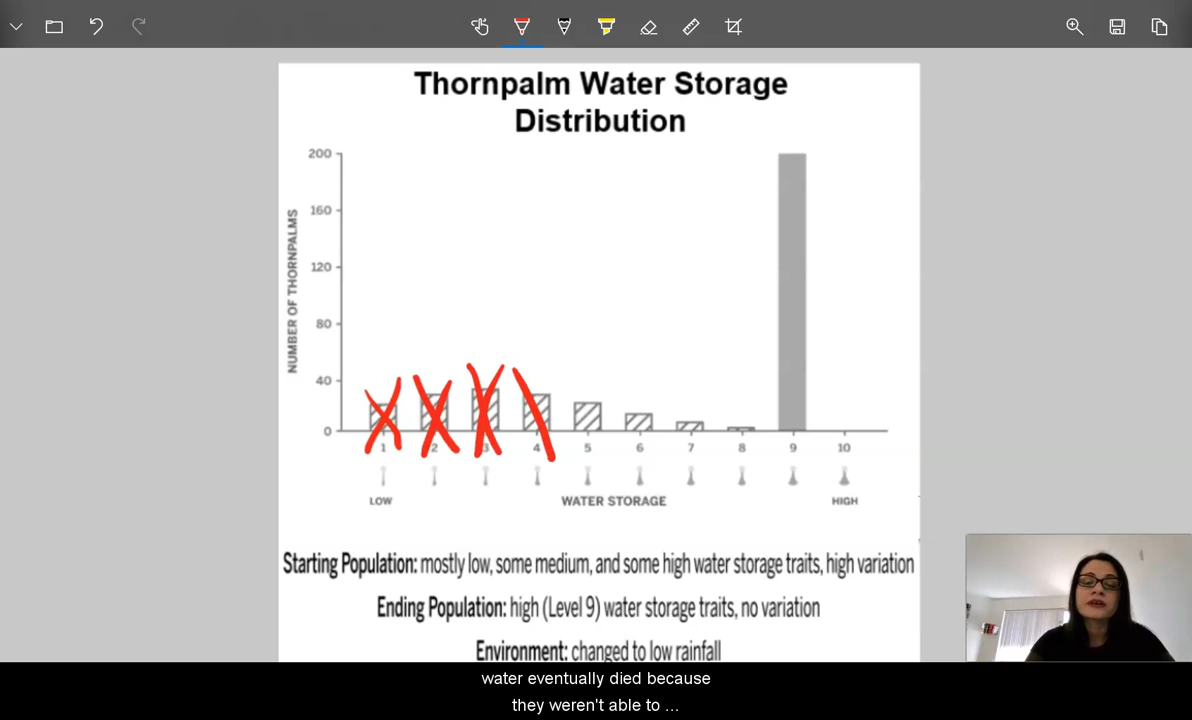 Thornpalm Water Storage
Distribution
NUMBER OF THORNPALMS
200
160
120
80
40
0
1 2 3 4 5 6 7 8 9 10
LOW WATER STORAGE HIGH
Starting Population: mostly low, some medium, and some high water storage traits, high variation
Ending Population: high (Level 9) water storage traits, no variation
Environment: changed to low rainfall
water eventually died because
they weren't able to ...